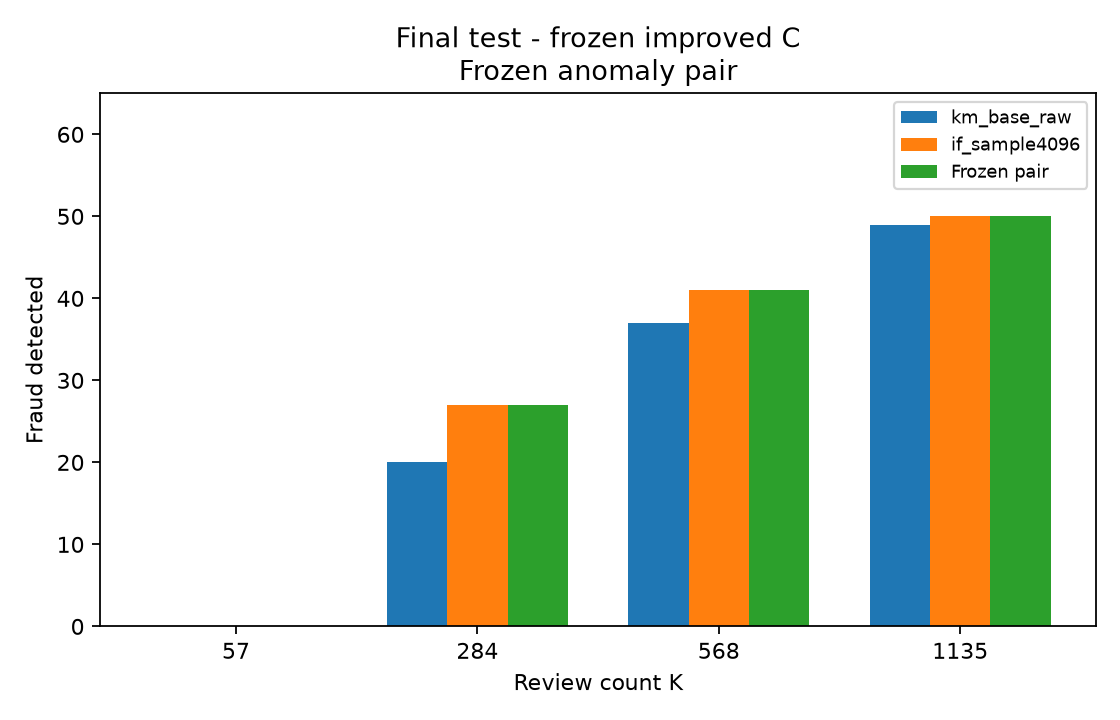 Final test - frozen improved C
Frozen anomaly pair
km_base_raw
if_sample4096
Frozen pair
Fraud detected
60
50
40
30
20
10
0
57 284 568 1135
Review count K